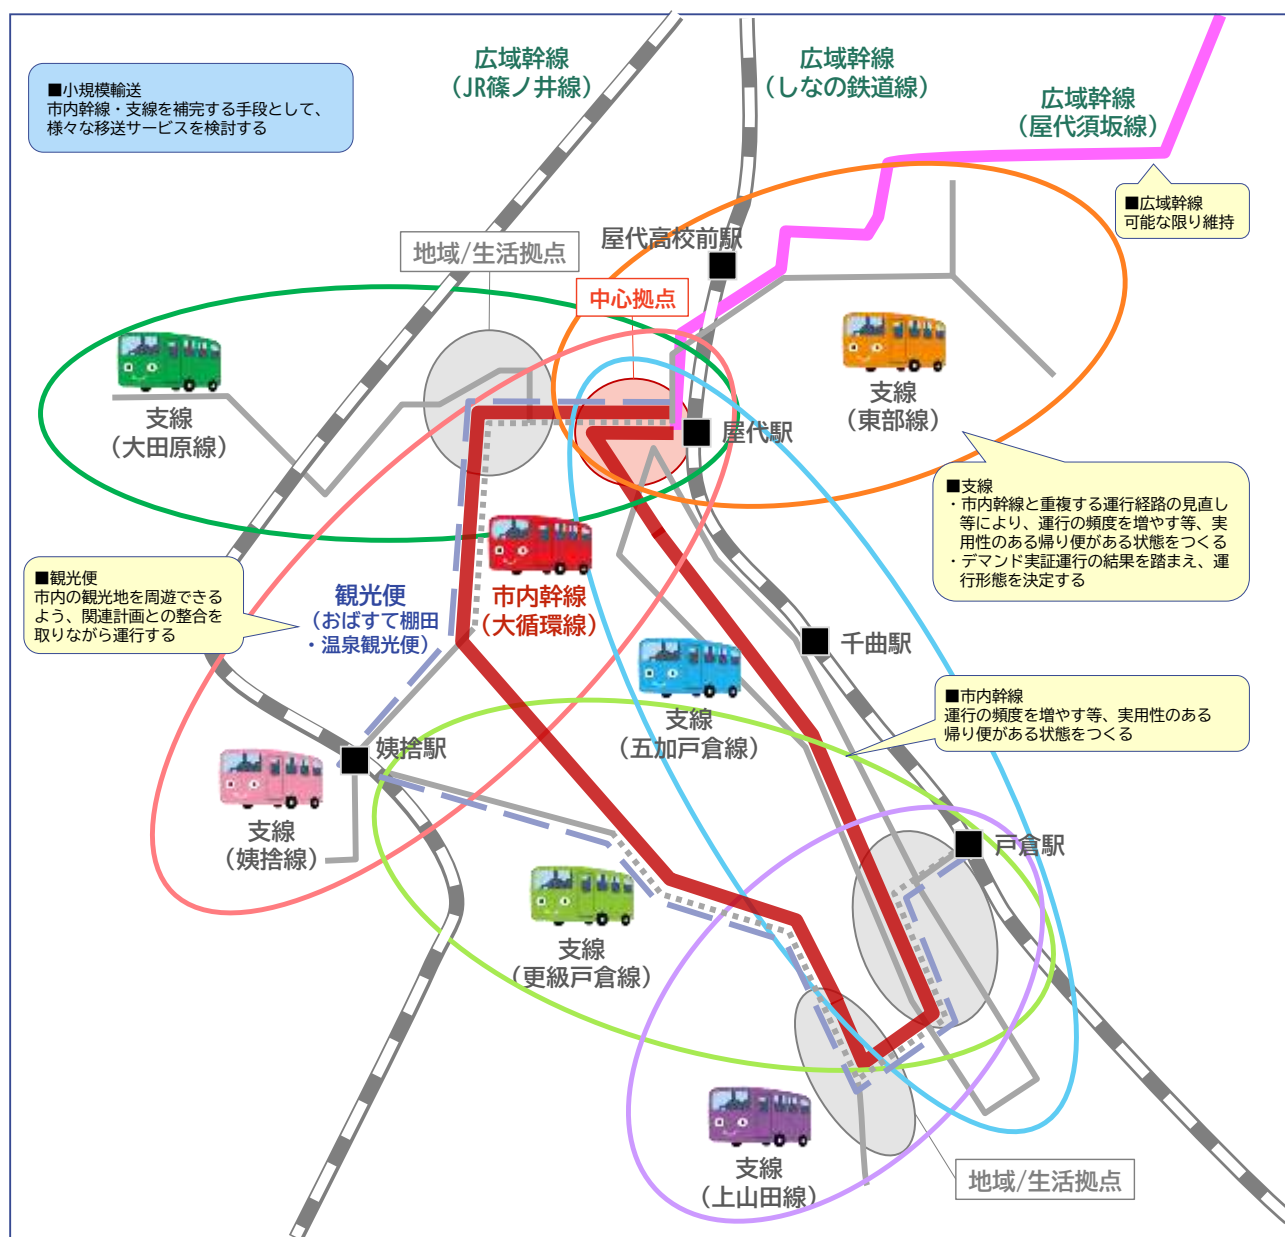 ■小規模輸送
市内幹線・支線を補完する手段として、
様々な移送サービスを検討する
広域幹線
（JR篠ノ井線）
広域幹線
（しなの鉄道線）
広域幹線
（屋代須坂線）
■広域幹線
可能な限り維持
地域/生活拠点
屋代高校前駅
中心拠点
支線
（大田原線）
支線
（東部線）
屋代駅
■支線
・市内幹線と重複する運行経路の見直し
等により、運行の頻度を増やす等、実
用性のある帰り便がある状態をつくる
・デマンド実証運行の結果を踏まえ、運
行形態を決定する
■観光便
市内の観光地を周遊できる
よう、関連計画との整合を
取りながら運行する
観光便
（おばすて棚田
・温泉観光便）
市内幹線
（大循環線）
千曲駅
支線
（五加戸倉線）
■市内幹線
運行の頻度を増やす等、実用性のある
帰り便がある状態をつくる
姨捨駅
支線
（姨捨線）
戸倉駅
支線
（更級戸倉線）
支線
（上山田線）
地域/生活拠点